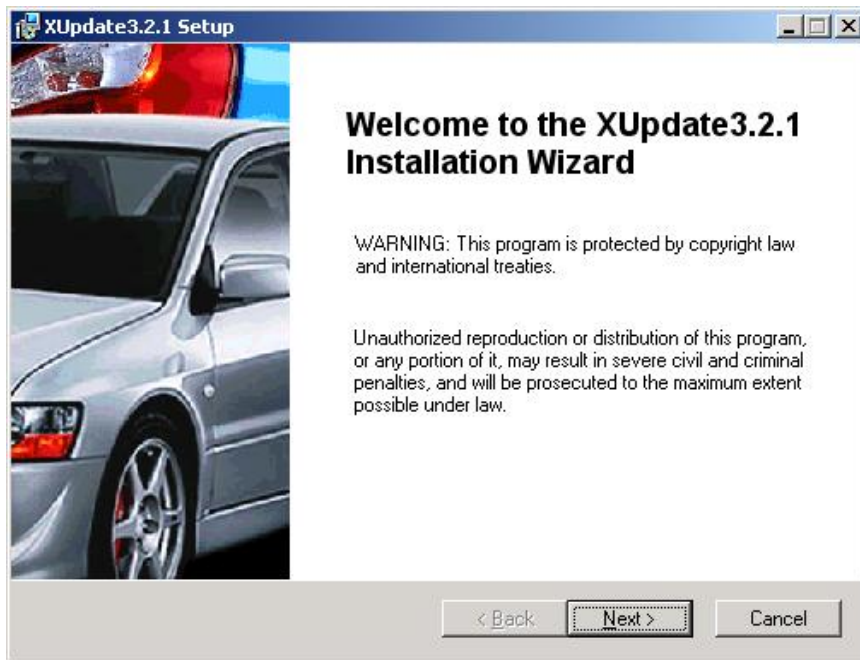 XUpdate3.2.1 Setup
Welcome to the XUpdate3.2.1
Installation Wizard
WARNING: This program is protected by copyright law
and international treaties.
Unauthorized reproduction or distribution of this program,
or any portion of it, may result in severe civil and criminal
penalties, and will be prosecuted to the maximum extent
possible under law.
< Back Next > Cancel